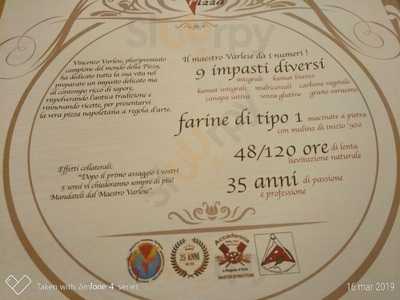 Pizza
Vincenzo Varlese, pluripremiato
campione del mondo della Pizza,
ha dedicato tutta la sua vita nel
preparare un impasto delicato ma
al contempo ricco di sapore,
rispolverando l'antica tradizione e
rinnovando ricette, per presentarvi
la vera pizza napoletana a regola d'arte.
Effetti collaterali:
"Dopo il primo assaggio i vostri
5 sensi vi chiederanno sempre di più!
Mandateli dal Maestro Varlese"
Il maestro Varlese dà i numeri!
9 impasti diversi
integrale kamut bianco
kamut integrale multicereali carbone vegetale
canapa sativa senza glutine grano saraceno
farine di tipo 1 macinate a pietra
con mulino di inizio '900
48/120 ore di lenta
lievitazione naturale
35 anni di passione
e professione
35 ANNI
Accademia
Taken with Zenfone 4 series
16 mar 2019